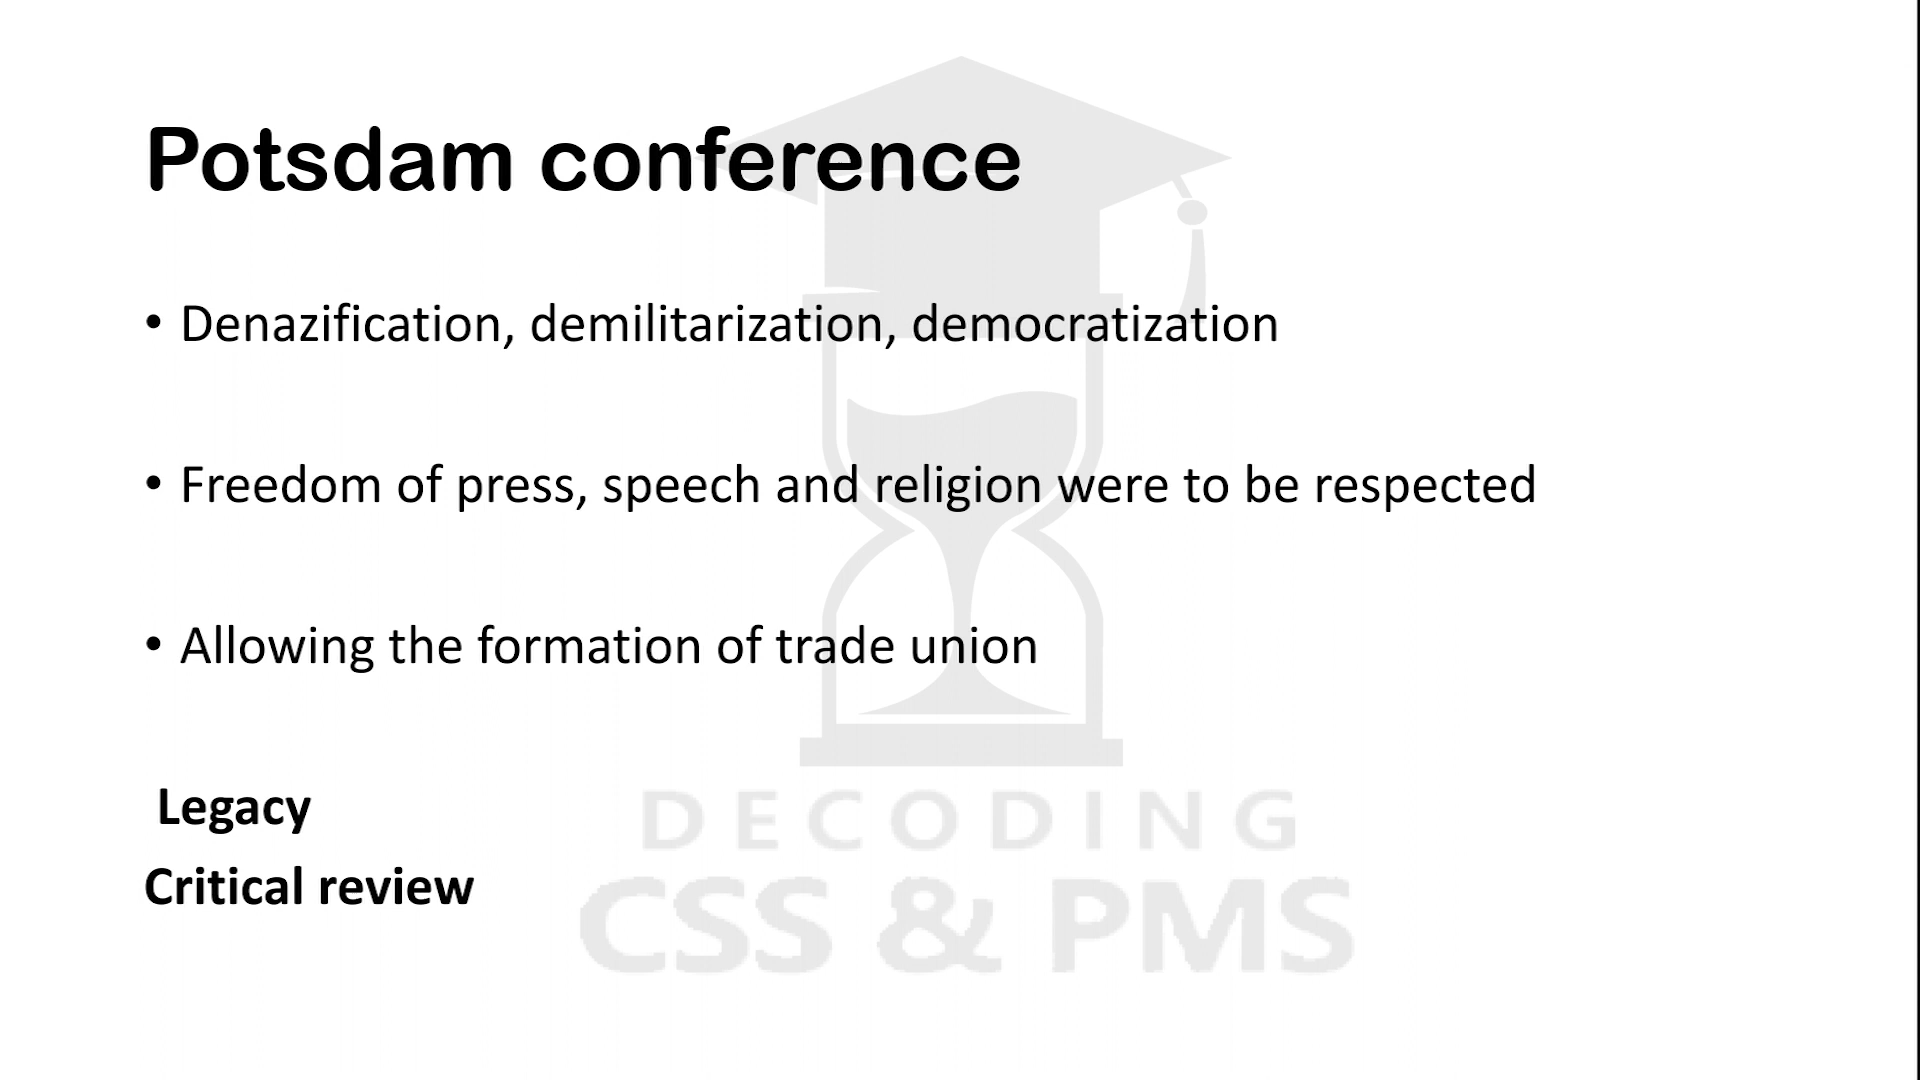 Potsdam conference
• Denazification, demilitarization, democratization
• Freedom of press, speech and religion were to be respected
• Allowing the formation of trade union
Legacy
DECODING
Critical review
CSS & PMS